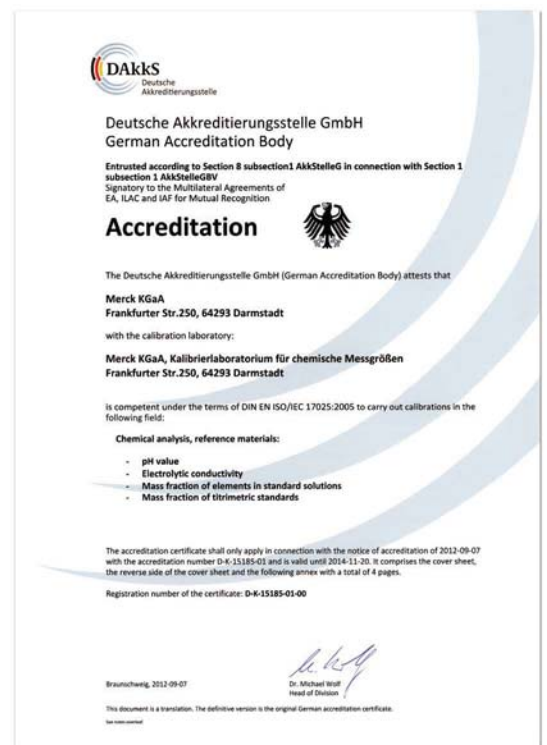 DAkkS
Deutsche
Akkreditierungsstelle
Deutsche Akkreditierungsstelle GmbH
German Accreditation Body
Entrusted according to Section 8 subsection1 AkkStelleG in connection with Section 1
subsection 1 AkkStelleGBV
Signatory to the Multilateral Agreements of
EA, ILAC and IAF for Mutual Recognition
Accreditation
The Deutsche Akkreditierungsstelle GmbH (German Accreditation Body) attests that
Merck KGaA
Frankfurter Str.250, 64293 Darmstadt
with the calibration laboratory:
Merck KGaA, Kalibrierlaboratorium für chemische Messgrößen
Frankfurter Str.250, 64293 Darmstadt
is competent under the terms of DIN EN ISO/IEC 17025:2005 to carry out calibrations in the
following field:
Chemical analysis, reference materials:
- pH value
- Electrolytic conductivity
- Mass fraction of elements in standard solutions
- Mass fraction of titrimetric standards
The accreditation certificate shall only apply in connection with the notice of accreditation of 2012-09-07
with the accreditation number D-K-15185-01 and is valid until 2014-11-20. It comprises the cover sheet,
the reverse side of the cover sheet and the following annex with a total of 4 pages.
Registration number of the certificate: D-K-15185-01-00
Braunschweig, 2012-09-07
Dr. Michael Wolf
Head of Division
This document is a translation. The definitive version is the original German accreditation certificate.
See notes overleaf